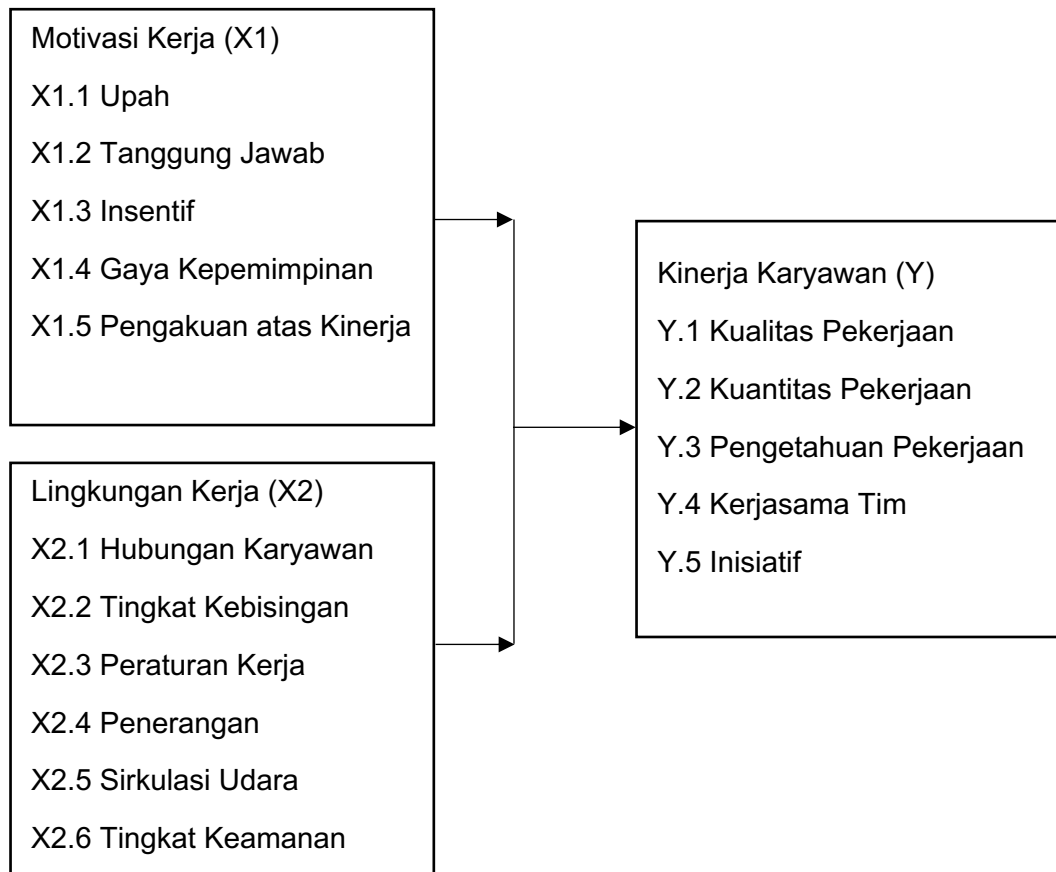 Motivasi Kerja (X1)
X1.1 Upah
X1.2 Tanggung Jawab
X1.3 Insentif
X1.4 Gaya Kepemimpinan
X1.5 Pengakuan atas Kinerja
Lingkungan Kerja (X2)
X2.1 Hubungan Karyawan
X2.2 Tingkat Kebisingan
X2.3 Peraturan Kerja
X2.4 Penerangan
X2.5 Sirkulasi Udara
X2.6 Tingkat Keamanan
Kinerja Karyawan (Y)
Y.1 Kualitas Pekerjaan
Y.2 Kuantitas Pekerjaan
Y.3 Pengetahuan Pekerjaan
Y.4 Kerjasama Tim
Y.5 Inisiatif